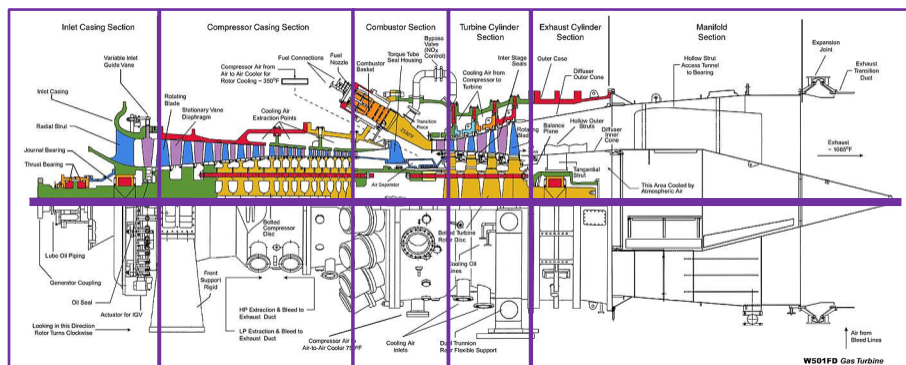 Inlet Casing Section
Compressor Casing Section
Combustor Section
Turbine Cylinder
Section
Exhaust Cylinder
Section
Manifold
Section
Variable Inlet
Guide Vane
Inlet Casing
Radial Strut
Journal Bearing
Thrust Bearing
Rotating
Blade
Stationary Vane
Diaphragm
Compressor Air from
Air to Air Cooler for
Rotor Cooling ~ 350°F
Cooling Air
Extraction Points
Fuel Connections
Fuel
Nozzle
Combustor
Basket
Torque Tube
Seal Housing
Bypass
Valve
(NOx
Control)
Transition
Piece
Air Separator
Cooling Air from
Compressor to
Turbine
Inter Stage
Seals
Rotating
Outer Case
Diffuser
Outer Cone
Hollow Outer
Struts
Balance
Plane
Diffuser
Inner
Cone
Tangential
Strut
Hollow Strut
Access Tunnel
to Bearing
Expansion
Joint
Exhaust
Transition
Duct
Exhaust
~ 1085°F
This Area Cooled by
Atmospheric Air
Lube Oil Piping
Generator Coupling
Oil Seal
Actuator for IGV
Looking in this Direction
Rotor Turns Clockwise
Front
Support
Rigid
Bolted
Compressor
Disc
HP Extraction & Bleed to
Exhaust Duct
LP Extraction & Bleed to
Exhaust Duct
Compressor Air to
Air-to-Air Cooler
Cooling Air
Inlets
Bolted Turbine
Rotor Disc
Cooling Oil
Lines
Dual Trunnion
Rear Flexible Support
Air from
Bleed Lines
W501FD Gas Turbine